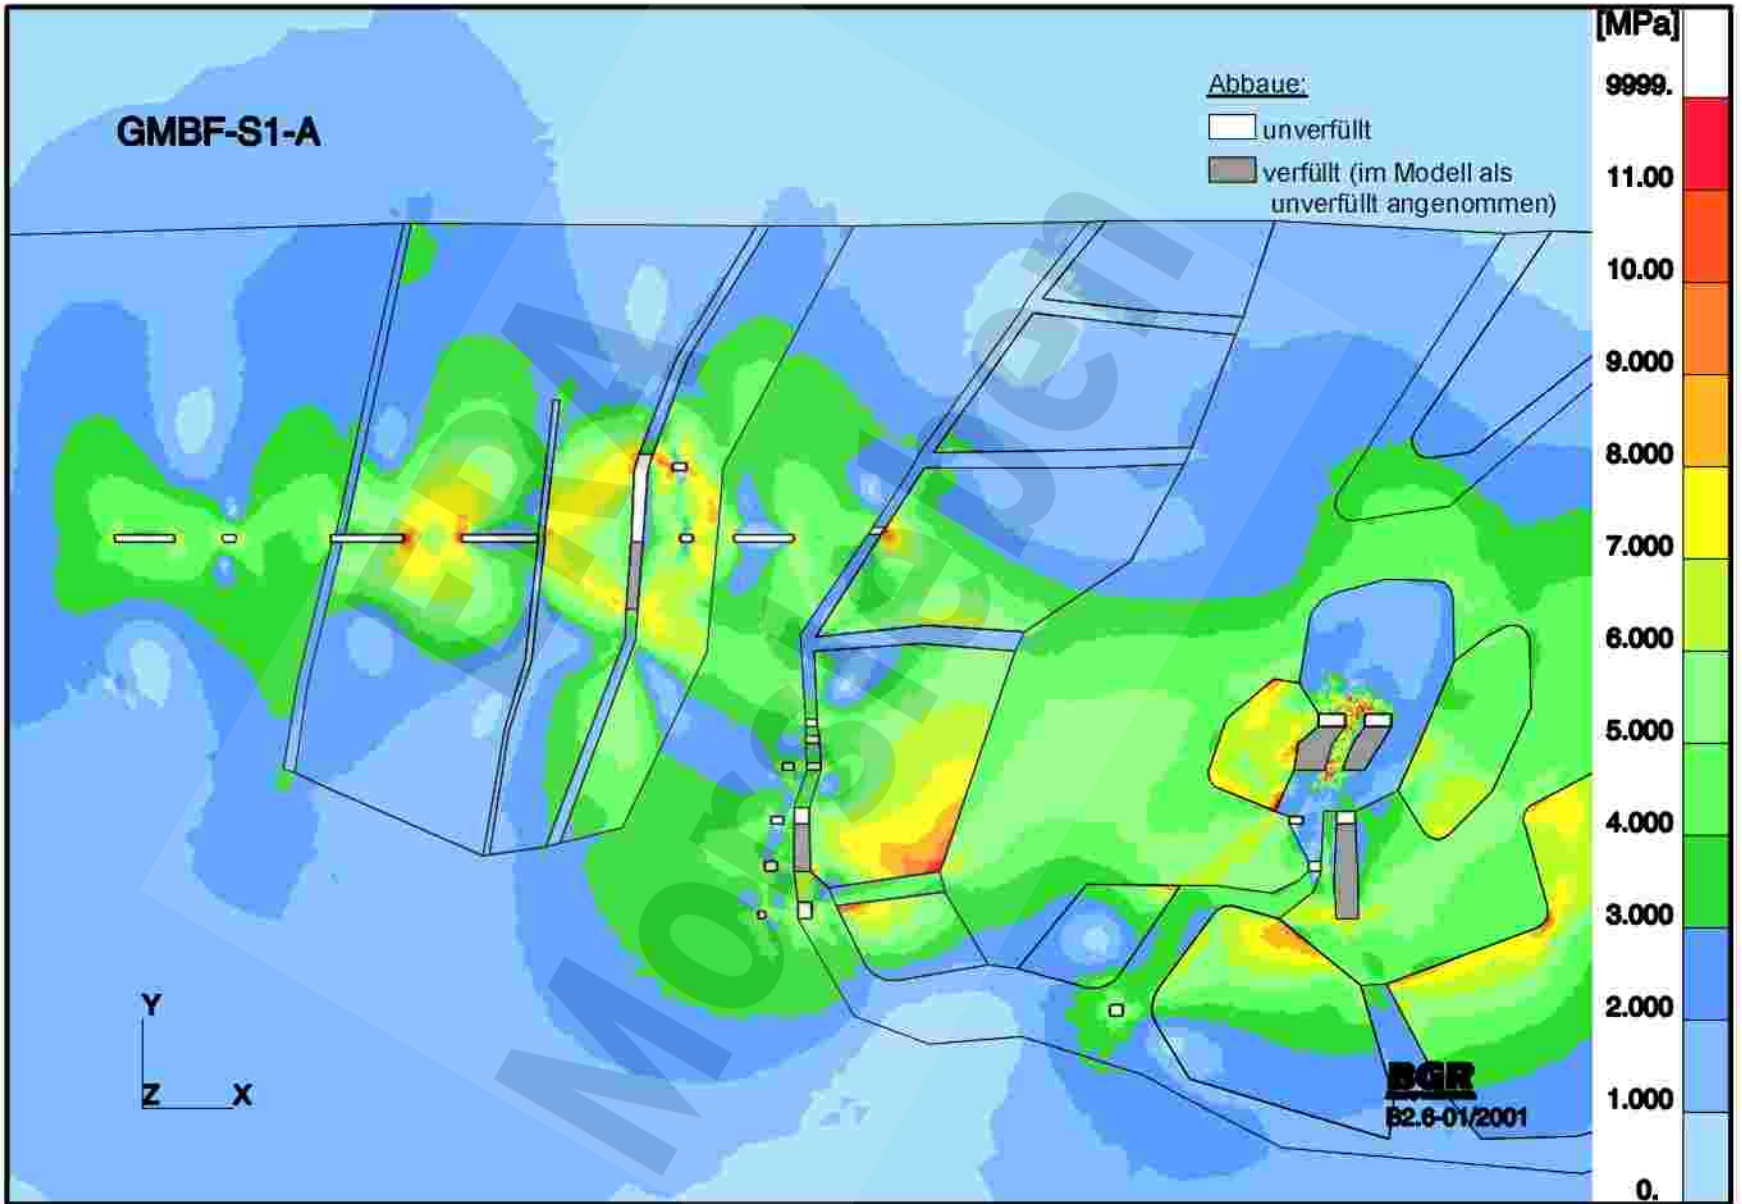 [MPa]
9999.
11.00
10.00
9.000
8.000
7.000
6.000
5.000
4.000
3.000
2.000
1.000
0.
GMBF-S1-A
Abbaue:
unverfüllt
verfüllt (im Modell als
unverfüllt angenommen)
ERA Morsleben
Y
Z X
BGR
B2.6-01/2001